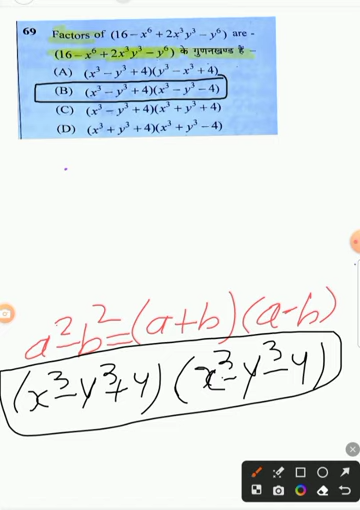 69 Factors of (16 – x⁶ + 2x³y³ – y⁶) are -
(16 – x⁶ + 2x³y³ – y⁶) के गुणनखण्ड हैं –
(A) (x³ – y³ + 4)(y³ – x³ + 4)
(B) (x³ – y³ + 4)(x³ – y³ – 4)
(C) (x³ – y³ + 4)(x³ + y³ + 4)
(D) (x³ + y³ + 4)(x³ + y³ – 4)
a²-b²=(a+b)(a-b)
(x³-y³+4)(x³-y³-4)